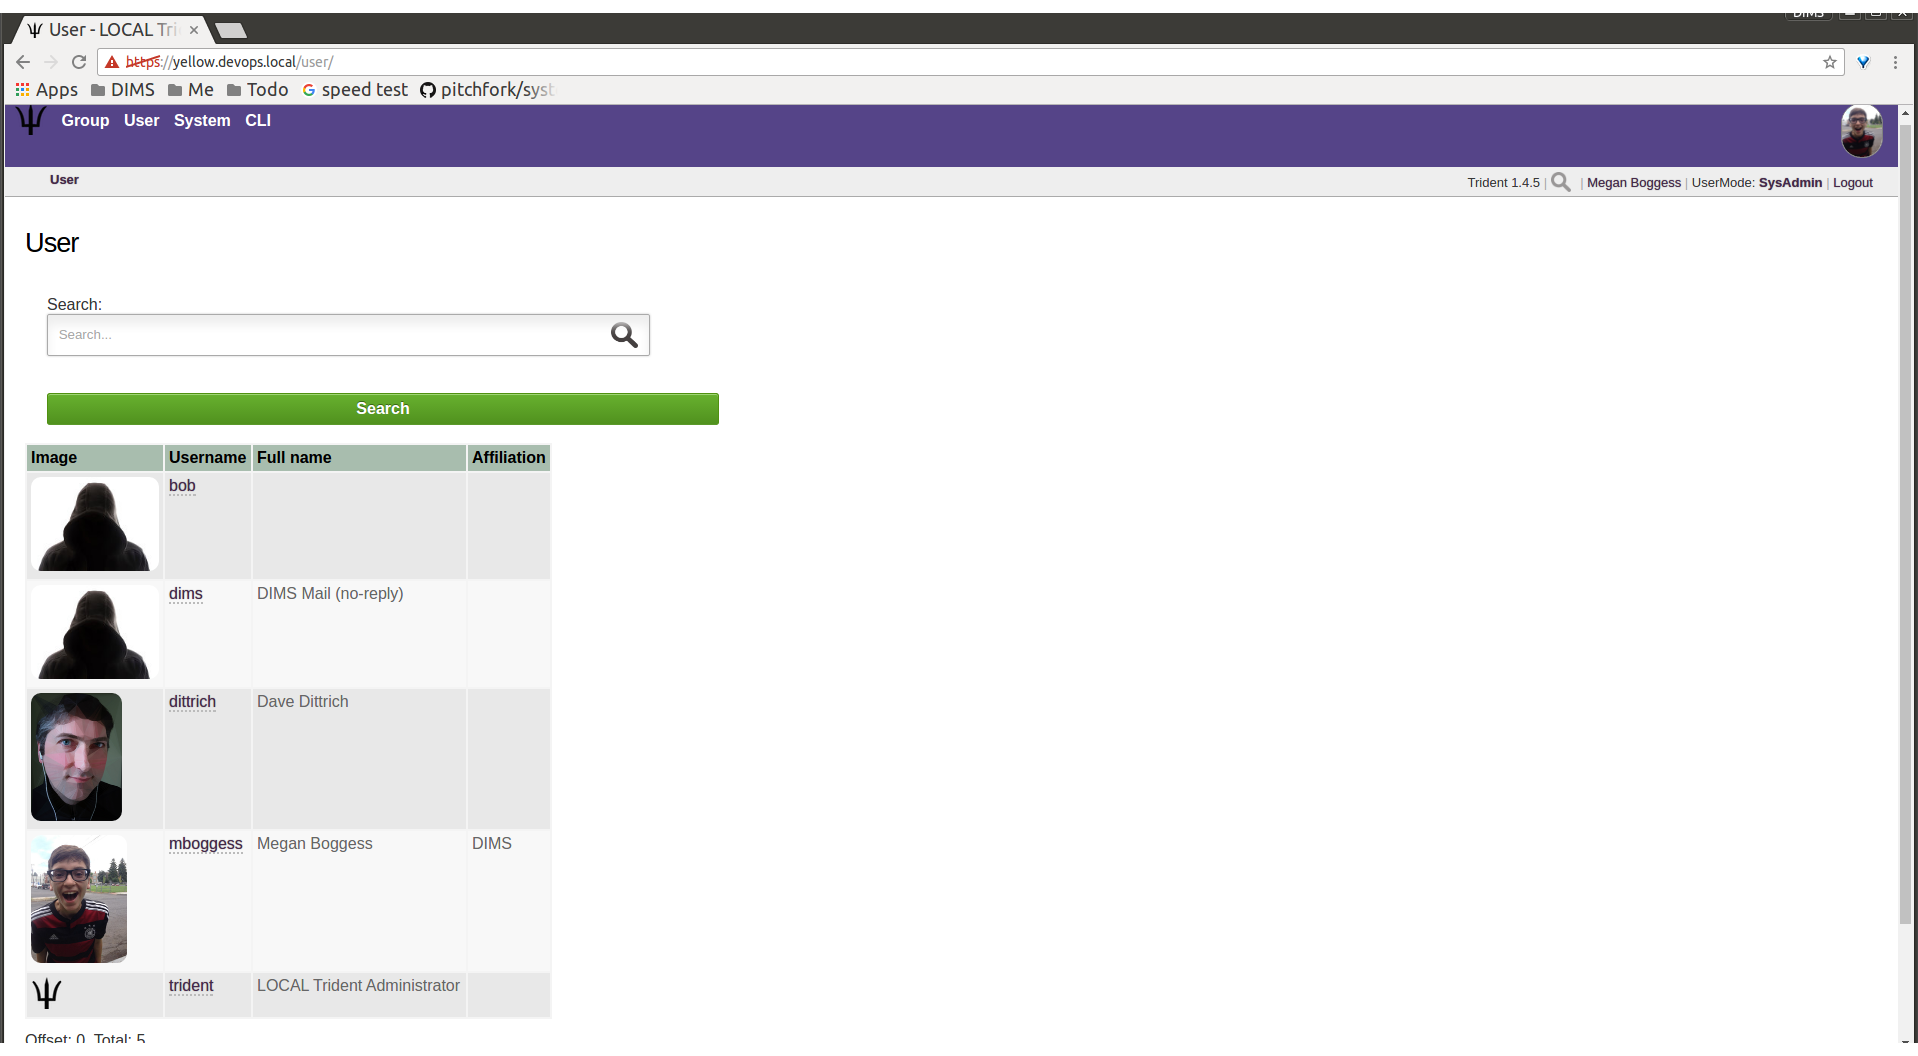 DIMS
User - LOCAL Tri
https://yellow.devops.local/user/
Apps DIMS Me Todo speed test pitchfork/syst
Group User System CLI
User
Trident 1.4.5 | | Megan Boggess | UserMode: SysAdmin | Logout
User
Search:
Search...
Search
Image Username Full name Affiliation
bob
dims DIMS Mail (no-reply)
dittrich Dave Dittrich
mboggess Megan Boggess DIMS
trident LOCAL Trident Administrator
Offset: 0, Total: 5